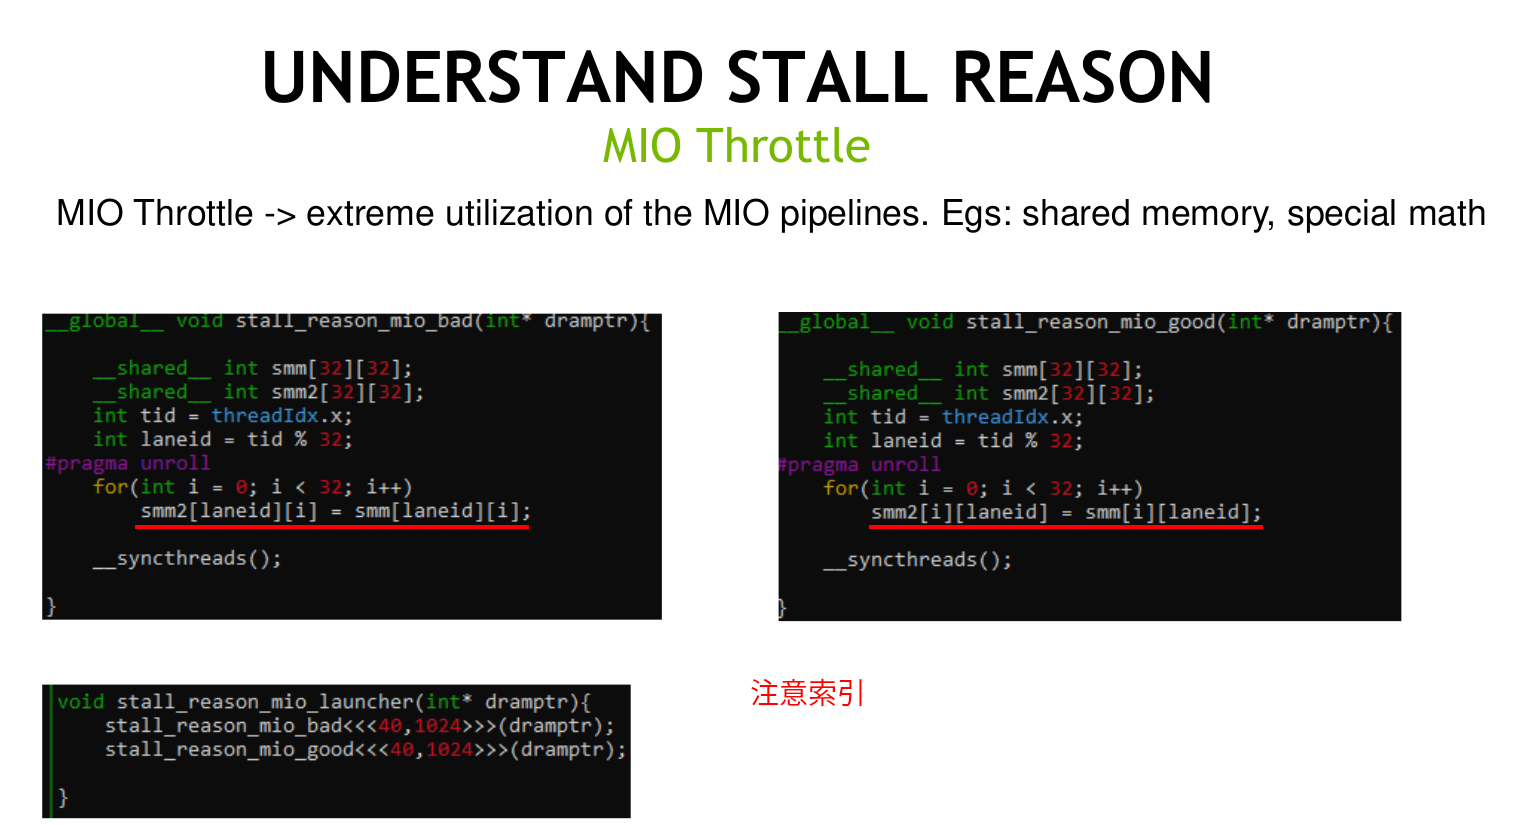 UNDERSTAND STALL REASON
MIO Throttle
MIO Throttle -> extreme utilization of the MIO pipelines. Egs: shared memory, special math
__global__ void stall_reason_mio_bad(int* dramptr){
__shared__ int smm[32][32];
__shared__ int smm2[32][32];
int tid = threadIdx.x;
int laneid = tid % 32;
#pragma unroll
for(int i = 0; i < 32; i++)
smm2[laneid][i] = smm[laneid][i];
__syncthreads();
}
__global__ void stall_reason_mio_good(int* dramptr){
__shared__ int smm[32][32];
__shared__ int smm2[32][32];
int tid = threadIdx.x;
int laneid = tid % 32;
#pragma unroll
for(int i = 0; i < 32; i++)
smm2[i][laneid] = smm[i][laneid];
__syncthreads();
}
void stall_reason_mio_launcher(int* dramptr){
stall_reason_mio_bad<<<40,1024>>>(dramptr);
stall_reason_mio_good<<<40,1024>>>(dramptr);
}
注意索引